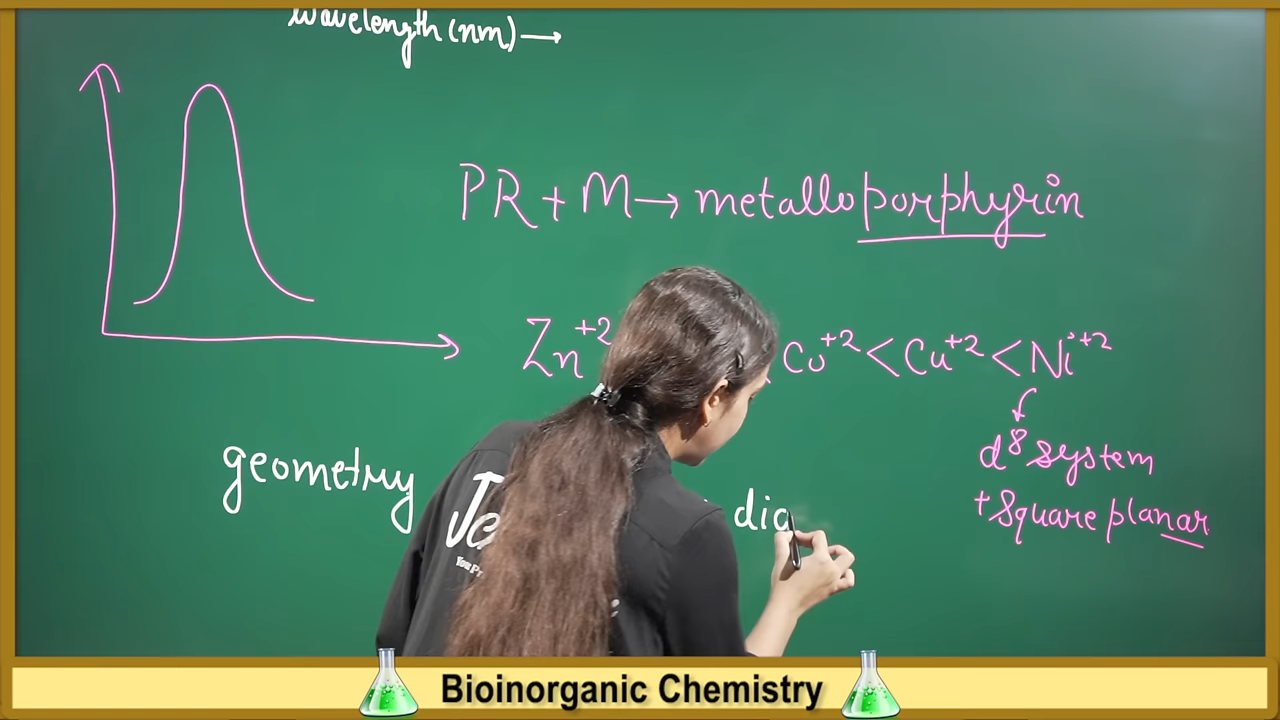 wavelength (nm) →
PR + M → metalloporphyrin
Zn+2 Co+2 < Cu+2 < Ni+2
d8 system
+ Square planar
geometry dia
Bioinorganic Chemistry